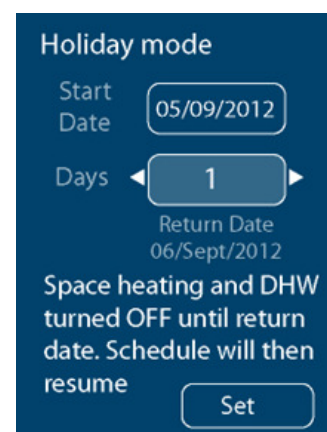 Holiday mode
Start
Date
05/09/2012
Days
1
Return Date
06/Sept/2012
Space heating and DHW
turned OFF until return
date. Schedule will then
resume
Set